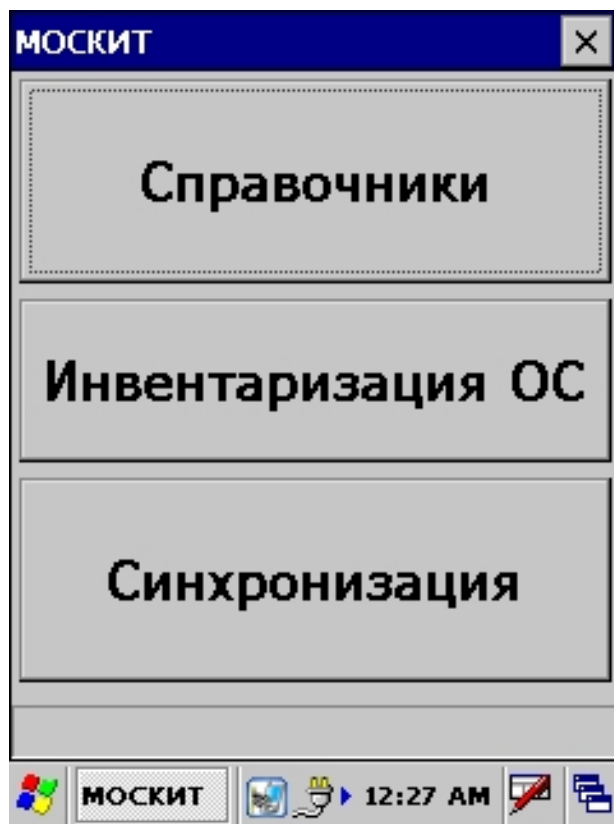 МОСКИТ
Справочники
Инвентаризация ОС
Синхронизация
МОСКИТ 12:27 AM